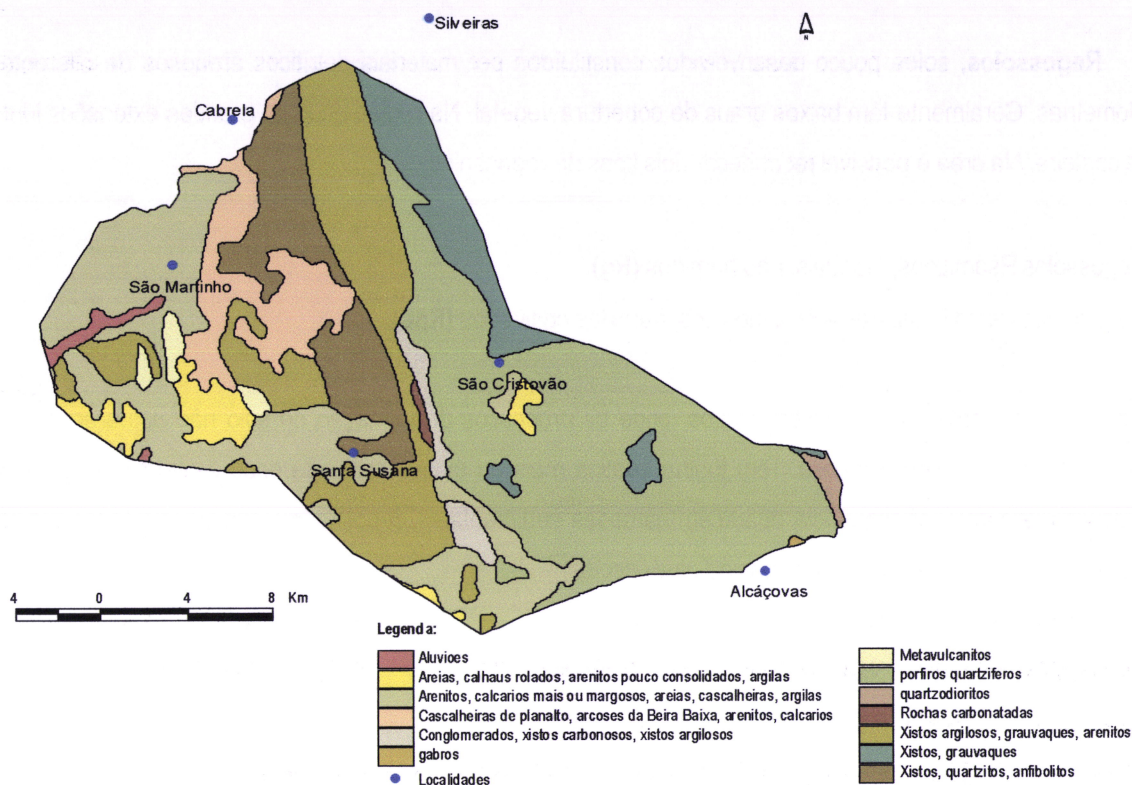 Silveiras
N
Cabrela
São Martinho
São Cristovão
Santa Susana
Alcáçovas
4 0 4 8 Km
Legenda:
Aluvioes
Areias, calhaus rolados, arenitos pouco consolidados, argilas
Arenitos, calcarios mais ou margosos, areias, cascalheiras, argilas
Cascalheiras de planalto, arcoses da Beira Baixa, arenitos, calcarios
Conglomerados, xistos carbonosos, xistos argilosos
gabros
Localidades
Metavulcanitos
porfiros quartziferos
quartzodioritos
Rochas carbonatadas
Xistos argilosos, grauvaques, arenitos
Xistos, grauvaques
Xistos, quartzitos, anfibolitos